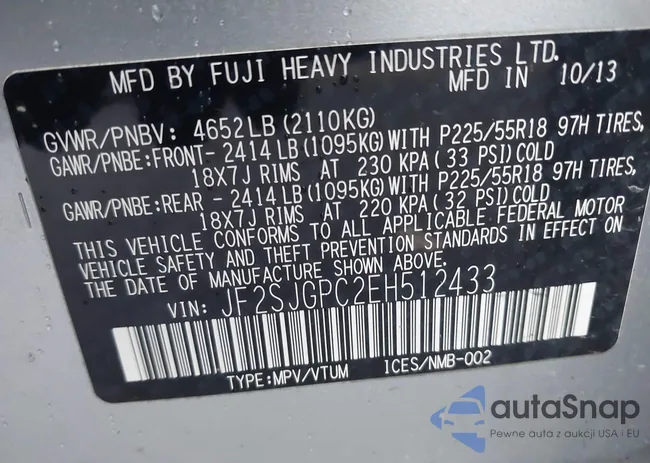 MFD BY FUJI HEAVY INDUSTRIES LTD.
MFD IN 10/13
GVWR/PNBV: 4652LB (2110KG)
GAWR/PNBE:FRONT- 2414 LB (1095KG)WITH P225/55R18 97H TIRES,
18X7J RIMS AT 230 KPA( 33 PSI)COLD
GAWR/PNBE:REAR - 2414 LB (1095KG)WITH P225/55R18 97H TIRES,
18X7J RIMS AT 220 KPA( 32 PSI)COLD
THIS VEHICLE CONFORMS TO ALL APPLICABLE FEDERAL MOTOR
VEHICLE SAFETY AND THEFT PREVENTION STANDARDS IN EFFECT ON
THE DATE OF MANUFACTURE SHOWN ABOVE.
VIN: JF2SJGPC2EH512433
TYPE:MPV/VTUM ICES/NMB-002
autaSnap
Pewne auta z aukcji USA i EU